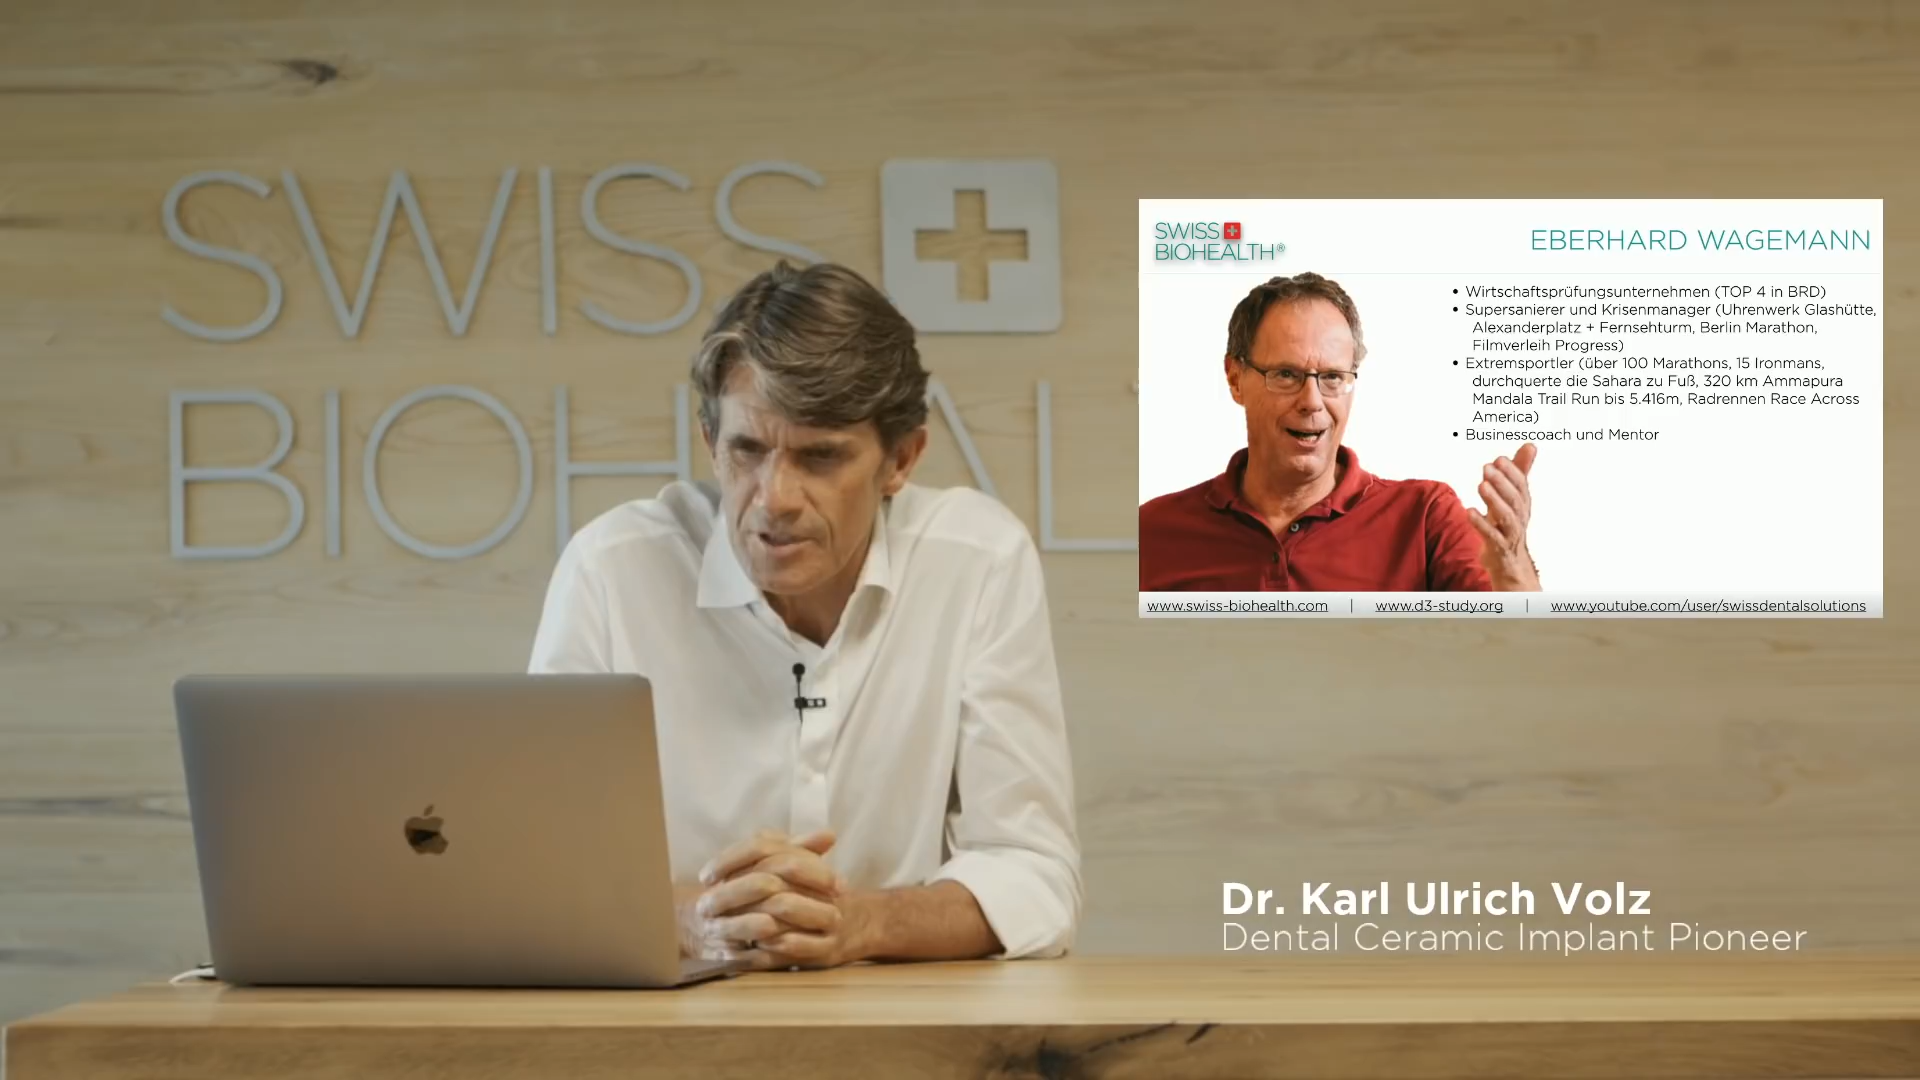 SWISS
BIOHEAL
SWISS
BIOHEALTH®
EBERHARD WAGEMANN
• Wirtschaftsprüfungsunternehmen (TOP 4 in BRD)
• Supersanierer und Krisenmanager (Uhrenwerk Glashütte,
Alexanderplatz + Fernsehturm, Berlin Marathon,
Filmverleih Progress)
• Extremsportler (über 100 Marathons, 15 Ironmans,
durchquerte die Sahara zu Fuß, 320 km Ammapura
Mandala Trail Run bis 5.416m, Radrennen Race Across
America)
• Businesscoach und Mentor
www.swiss-biohealth.com | www.d3-study.org | www.youtube.com/user/swissdentalsolutions
Dr. Karl Ulrich Volz
Dental Ceramic Implant Pioneer